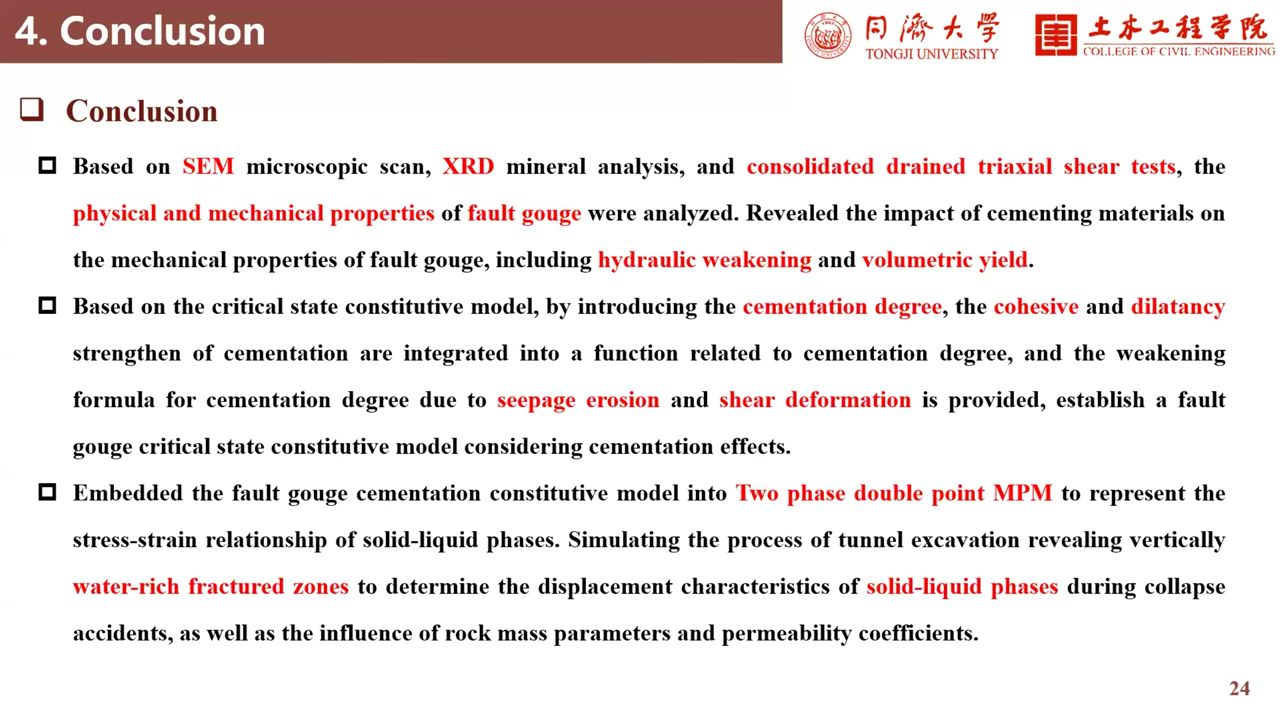 4. Conclusion
同济大学
TONGJI UNIVERSITY
土木工程学院
COLLEGE OF CIVIL ENGINEERING
Conclusion
Based on SEM microscopic scan, XRD mineral analysis, and consolidated drained triaxial shear tests, the
physical and mechanical properties of fault gouge were analyzed. Revealed the impact of cementing materials on
the mechanical properties of fault gouge, including hydraulic weakening and volumetric yield.
Based on the critical state constitutive model, by introducing the cementation degree, the cohesive and dilatancy
strengthen of cementation are integrated into a function related to cementation degree, and the weakening
formula for cementation degree due to seepage erosion and shear deformation is provided, establish a fault
gouge critical state constitutive model considering cementation effects.
Embedded the fault gouge cementation constitutive model into Two phase double point MPM to represent the
stress-strain relationship of solid-liquid phases. Simulating the process of tunnel excavation revealing vertically
water-rich fractured zones to determine the displacement characteristics of solid-liquid phases during collapse
accidents, as well as the influence of rock mass parameters and permeability coefficients.
24